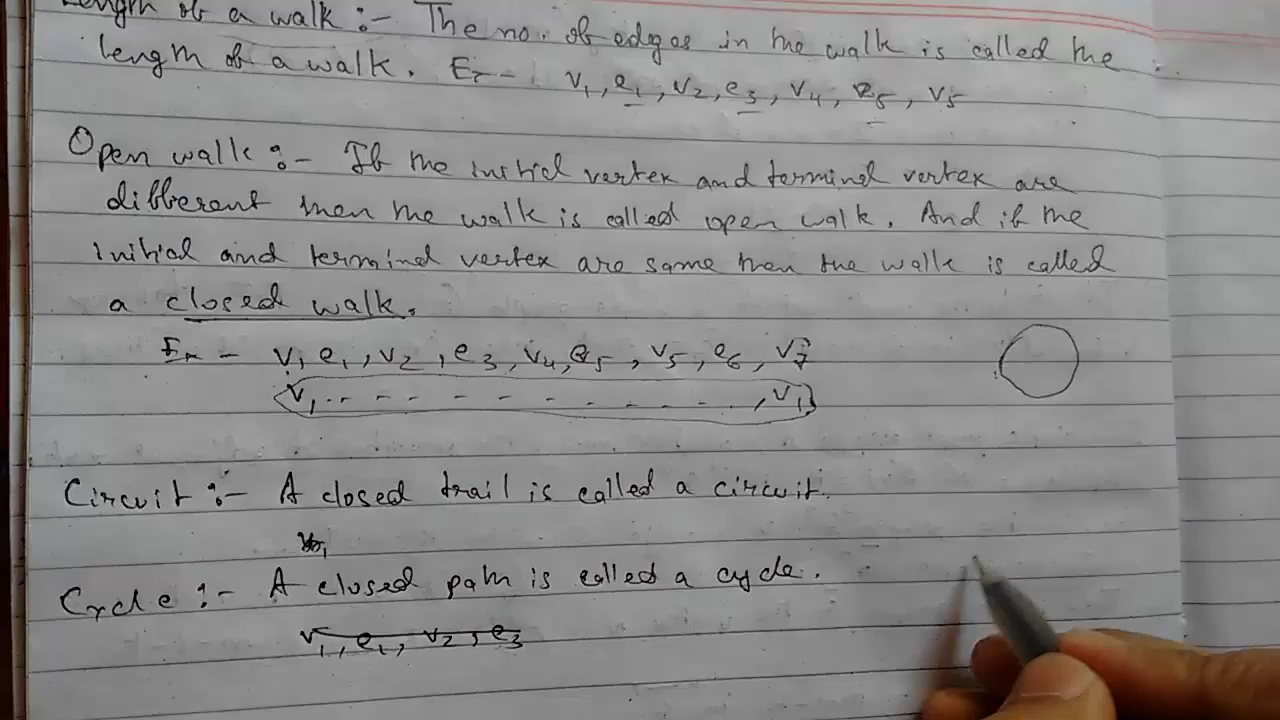 Length of a walk :- The no. of edges in the walk is called the
length of a walk. Ex - v1, e1, v2, e3, v4, e5, v5
Open walk :- If the initial vertex and terminal vertex are
different then the walk is called open walk. And if the
initial and terminal vertex are same then the walk is called
a closed walk.
Ex - v1 e1, v2, e3, v4, e5, v5, e6, v7
v1 . . - - - - - - - - - - , v1
Circuit :- A closed trail is called a circuit.
Cycle :- A closed path is called a cycle.
v1, e1, v2, e3